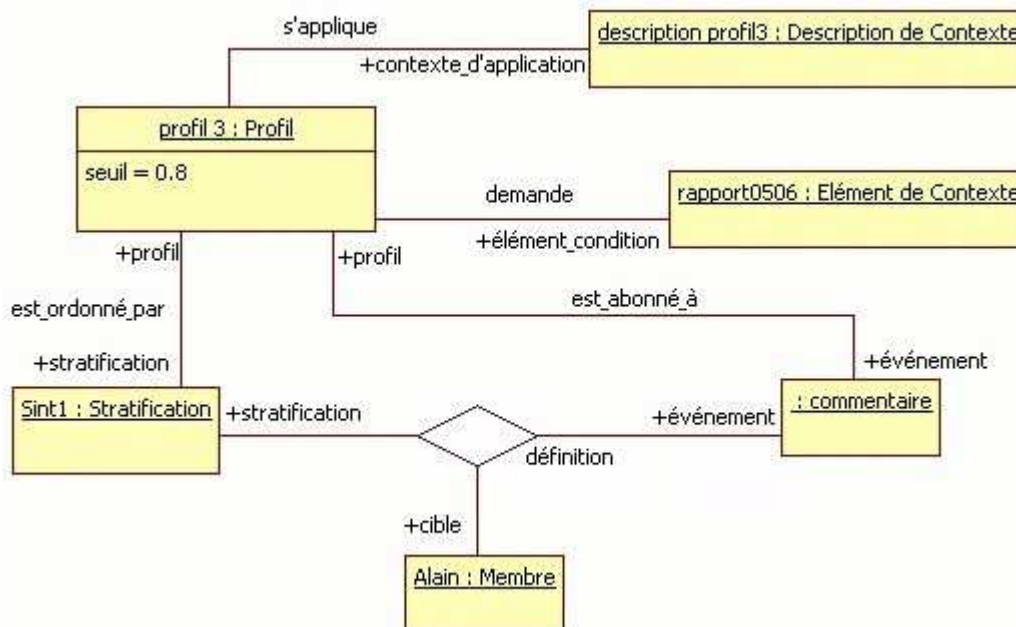 s'applique
description profil3 : Description de Contexte
+contexte_d'application
profil 3 : Profil
seuil = 0.8
demande
rapport0506 : Elément de Contexte
+élément_condition
+profil
+profil
est_ordonné_par
est_abonné_à
+stratification
+événement
Sint1 : Stratification
+stratification
+événement
: commentaire
définition
+cible
Alain : Membre